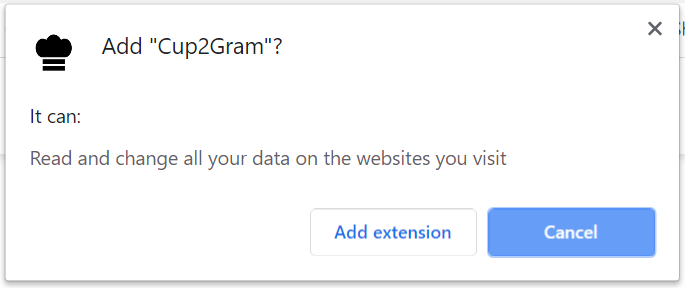 Add "Cup2Gram"?
It can:
Read and change all your data on the websites you visit
Add extension
Cancel